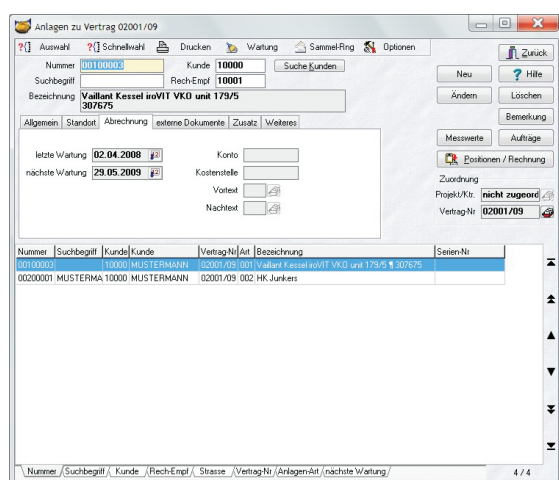 Anlagen zu Vertrag 02001/09
?{} Auswahl ?{} Schnellwahl Drucken Wartung Sammel-Rng Optionen
Zurück
Nummer 00100003 Kunde 10000 Suche Kunden
Suchbegriff Rech-Empf 10001
Neu ? Hilfe
Bezeichnung Vaillant Kessel iroVIT VKO unit 179/5
307675
Ändern Löschen
Bemerkung
Allgemein Standort Abrechnung externe Dokumente Zusatz Weiteres
Messwerte Aufträge
letzte Wartung 02.04.2008 Konto
Positionen / Rechnung
nächste Wartung 29.05.2009 Kostenstelle
Zuordnung
Vortext
Projekt/Ktr. nicht zugeord
Nachtext
Vertrag-Nr 02001/09
Nummer Suchbegriff Kunde Kunde Vertrag-Nr Art Bezeichnung Serien-Nr
00100003 10000 MUSTERMANN 02001/09 001 Vaillant Kessel iroVIT VKO unit 179/5 ¶ 307675
00200001 MUSTERMA 10000 MUSTERMANN 02001/09 002 HK Junkers
Nummer Suchbegriff Kunde Rech-Empf Strasse Vertrag-Nr Anlagen-Art nächste Wartung
4 / 4